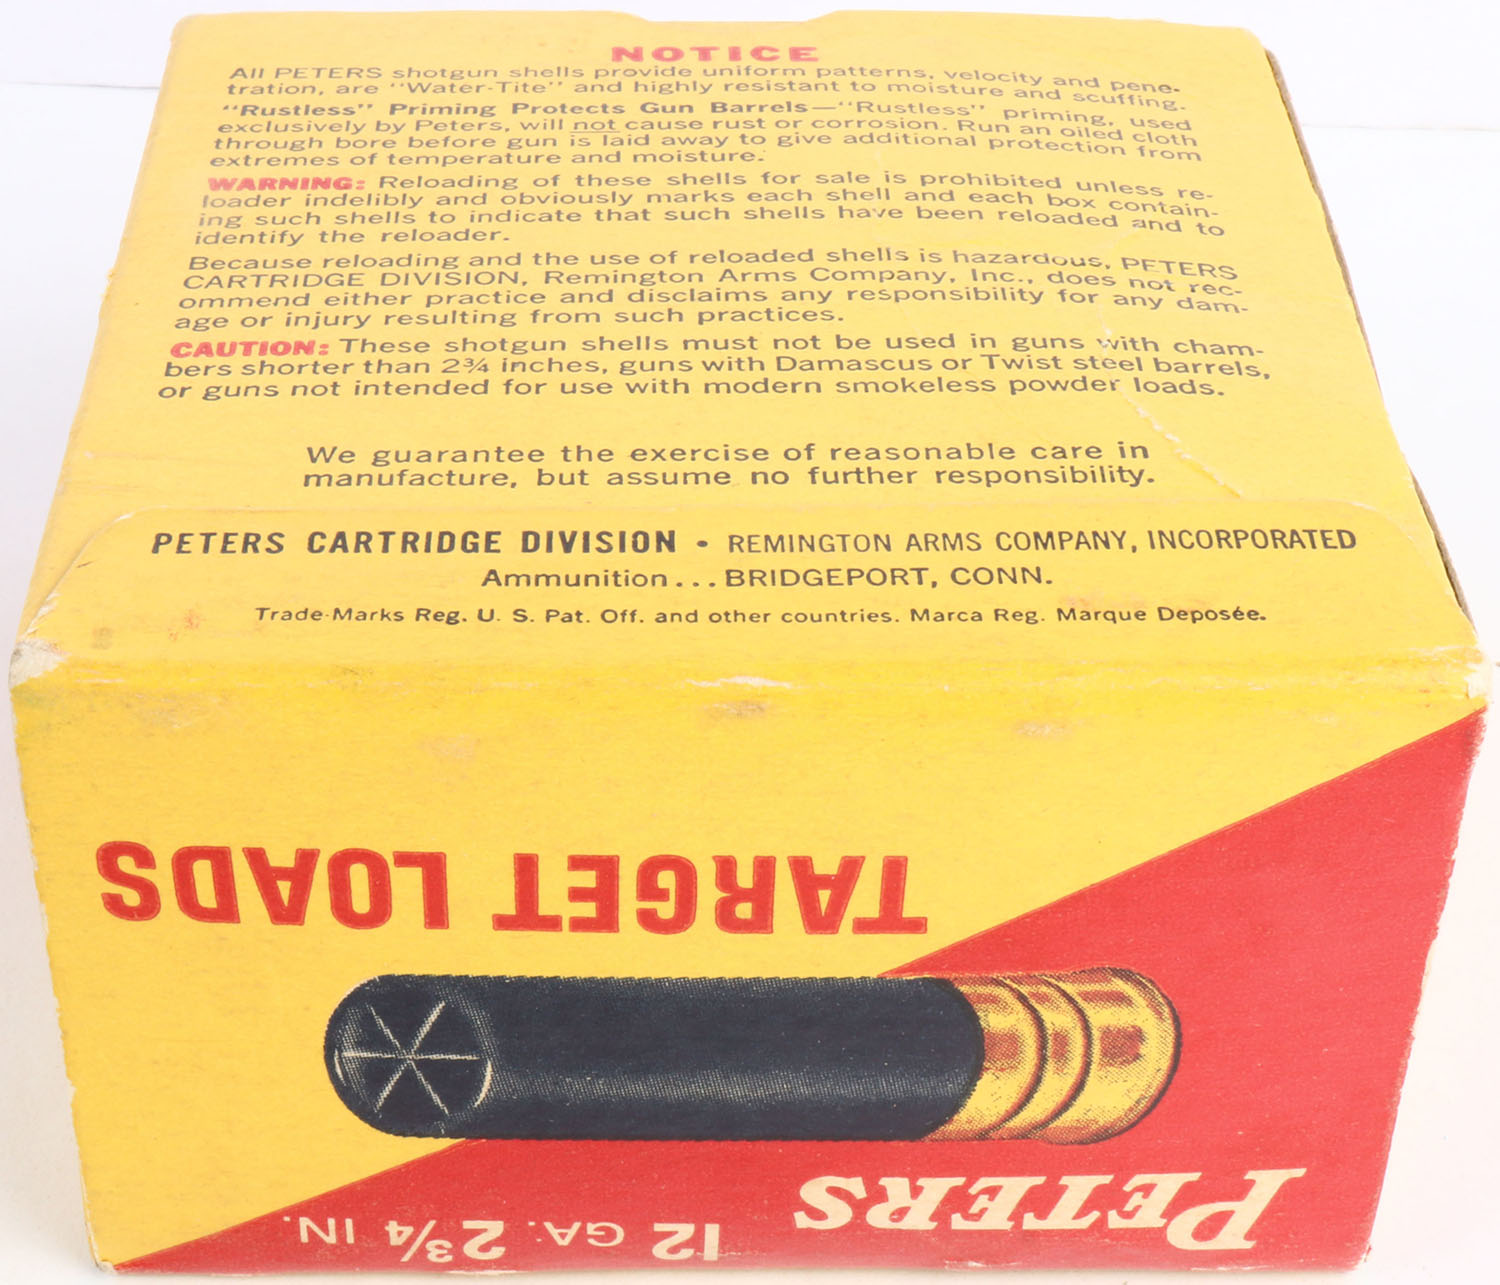 NOTICE
All PETERS shotgun shells provide uniform patterns, velocity and pene-
tration, are "Water-Tite" and highly resistant to moisture and scuffing.
"Rustless" Priming Protects Gun Barrels—"Rustless" priming, used
exclusively by Peters, will not cause rust or corrosion. Run an oiled cloth
through bore before gun is laid away to give additional protection from
extremes of temperature and moisture.
WARNING: Reloading of these shells for sale is prohibited unless re-
loader indelibly and obviously marks each shell and each box contain-
ing such shells to indicate that such shells have been reloaded and to
identify the reloader.
Because reloading and the use of reloaded shells is hazardous, PETERS
CARTRIDGE DIVISION, Remington Arms Company, Inc., does not rec-
ommend either practice and disclaims any responsibility for any dam-
age or injury resulting from such practices.
CAUTION: These shotgun shells must not be used in guns with cham-
bers shorter than 2¾ inches, guns with Damascus or Twist steel barrels,
or guns not intended for use with modern smokeless powder loads.
We guarantee the exercise of reasonable care in
manufacture, but assume no further responsibility.
PETERS CARTRIDGE DIVISION • REMINGTON ARMS COMPANY, INCORPORATED
Ammunition...BRIDGEPORT, CONN.
Trade-Marks Reg. U. S. Pat. Off. and other countries. Marca Reg. Marque Deposée.
TARGET LOADS
PETERS
12 GA. 2¾ IN.